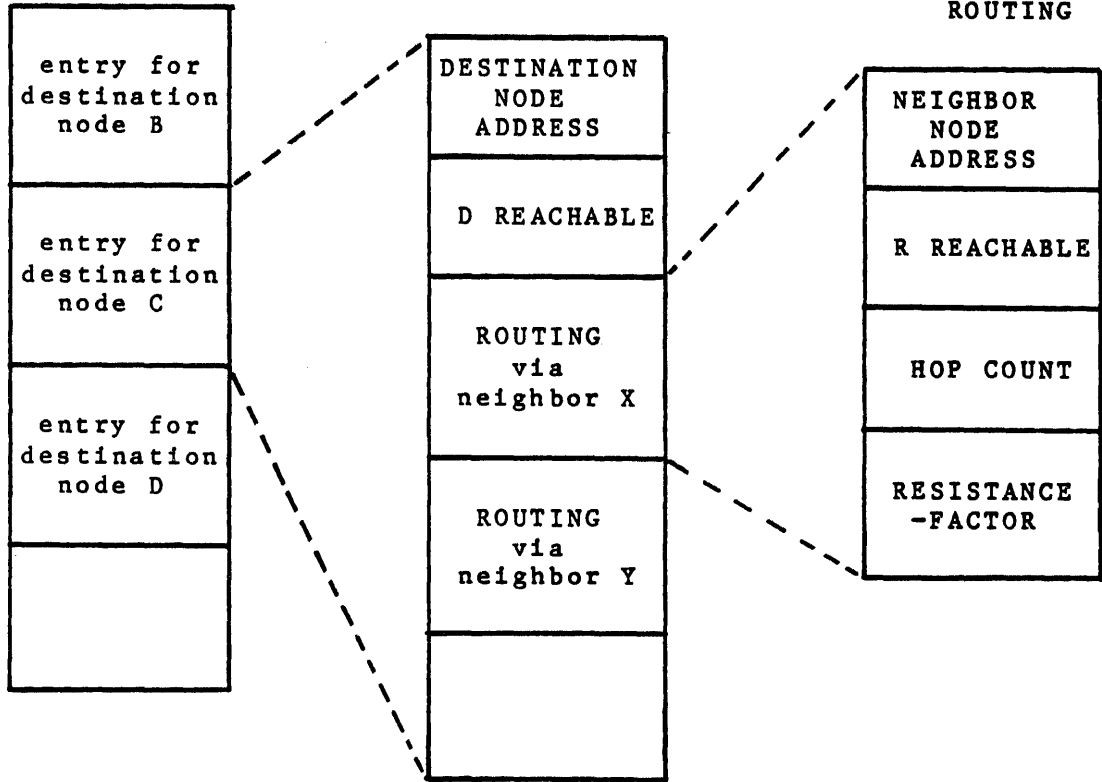 entry for
destination
node B
entry for
destination
node C
entry for
destination
node D
DESTINATION
NODE
ADDRESS
D REACHABLE
ROUTING
via
neighbor X
ROUTING
via
neighbor Y
ROUTING
NEIGHBOR
NODE
ADDRESS
R REACHABLE
HOP COUNT
RESISTANCE
-FACTOR